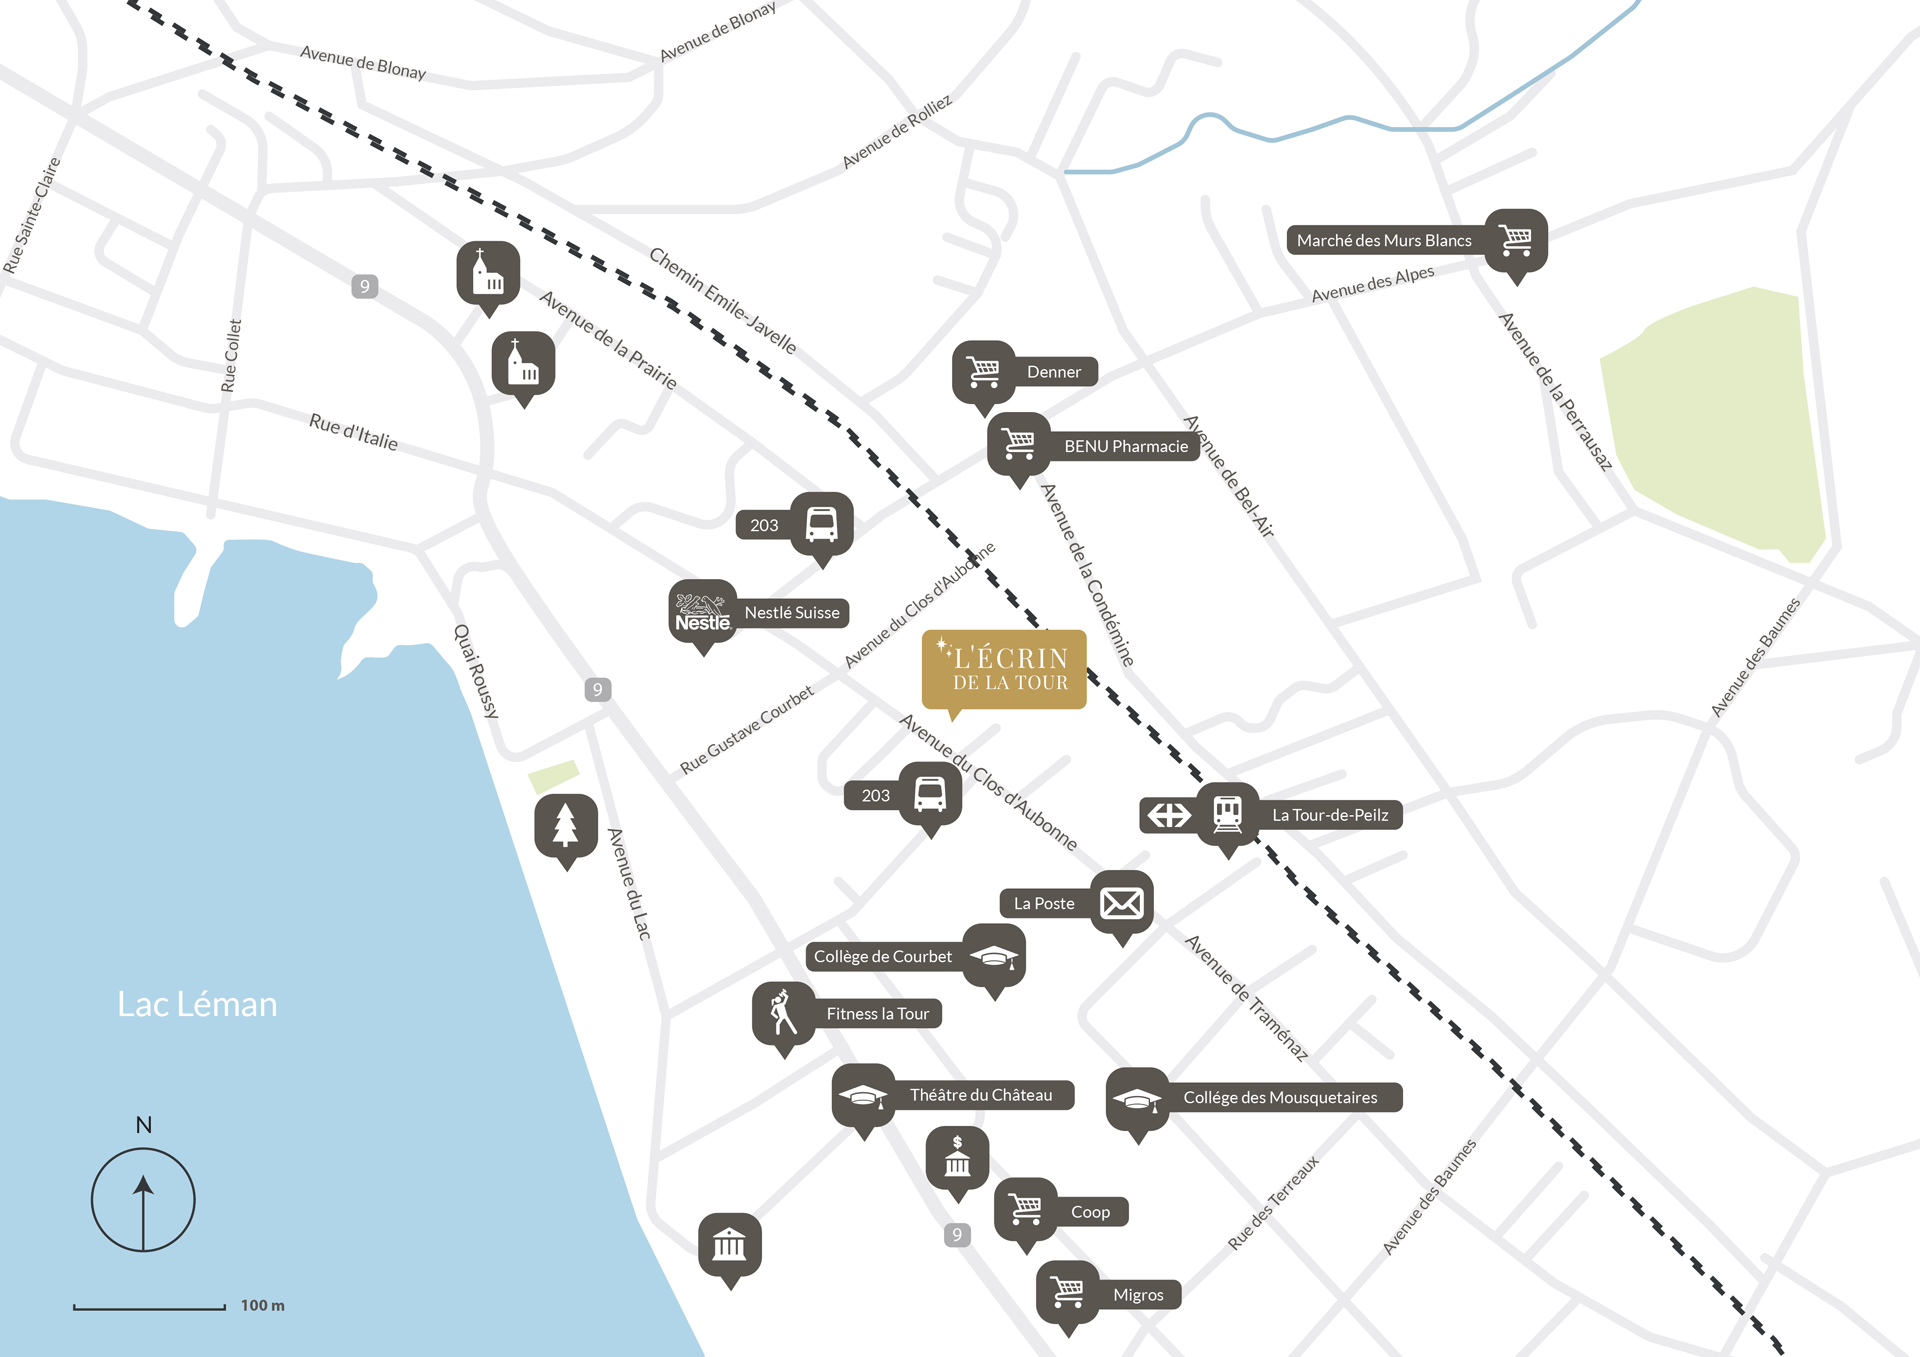 Avenue de Blonay
Avenue de Blonay
Avenue de Rolliez
Rue Sainte-Claire
Marché des Murs Blancs
Avenue des Alpes
9
Chemin Emile-Javelle
Avenue de la Prairie
Rue Collet
Rue d'Italie
Denner
BENU Pharmacie
Avenue de la Perrausaz
Avenue de Bel-Air
Avenue de la Condémine
203
Nestlé
Nestlé Suisse
Avenue du Clos d'Aubonne
L'ÉCRIN
DE LA TOUR
Quai Roussy
9
Rue Gustave Courbet
Avenue des Baumes
Avenue du Clos d'Aubonne
203
La Tour-de-Peilz
Avenue du Lac
La Poste
Collège de Courbet
Avenue de Traménaz
Lac Léman
Fitness la Tour
Théâtre du Château
Collége des Mousquetaires
N
$
Coop
Rue des Terreaux
Avenue des Baumes
9
Migros
100 m